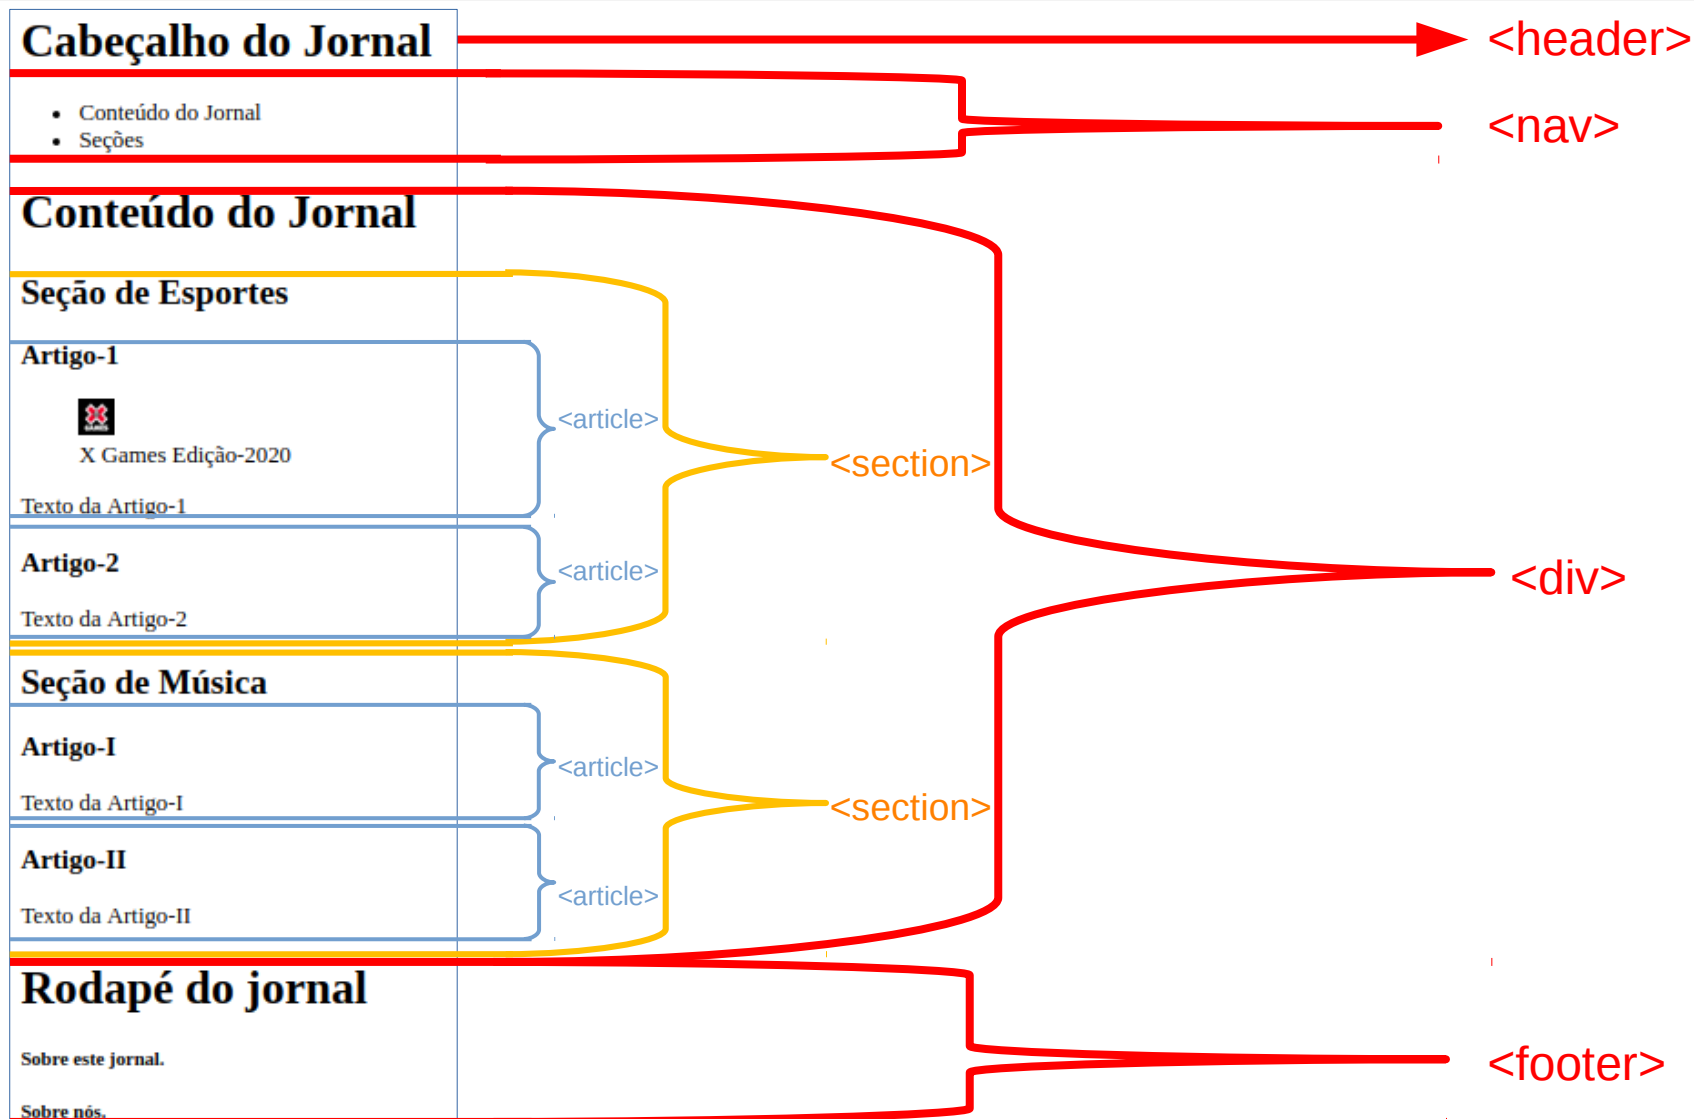 Cabeçalho do Jornal
<header>
Conteúdo do Jornal
Seções
<nav>
Conteúdo do Jornal
Seção de Esportes
Artigo-1
X GAMES
X Games Edição-2020
Texto da Artigo-1
<article>
Artigo-2
Texto da Artigo-2
<article>
<section>
Seção de Música
Artigo-I
Texto da Artigo-I
<article>
Artigo-II
Texto da Artigo-II
<article>
<section>
<div>
Rodapé do jornal
Sobre este jornal.
Sobre nós.
<footer>